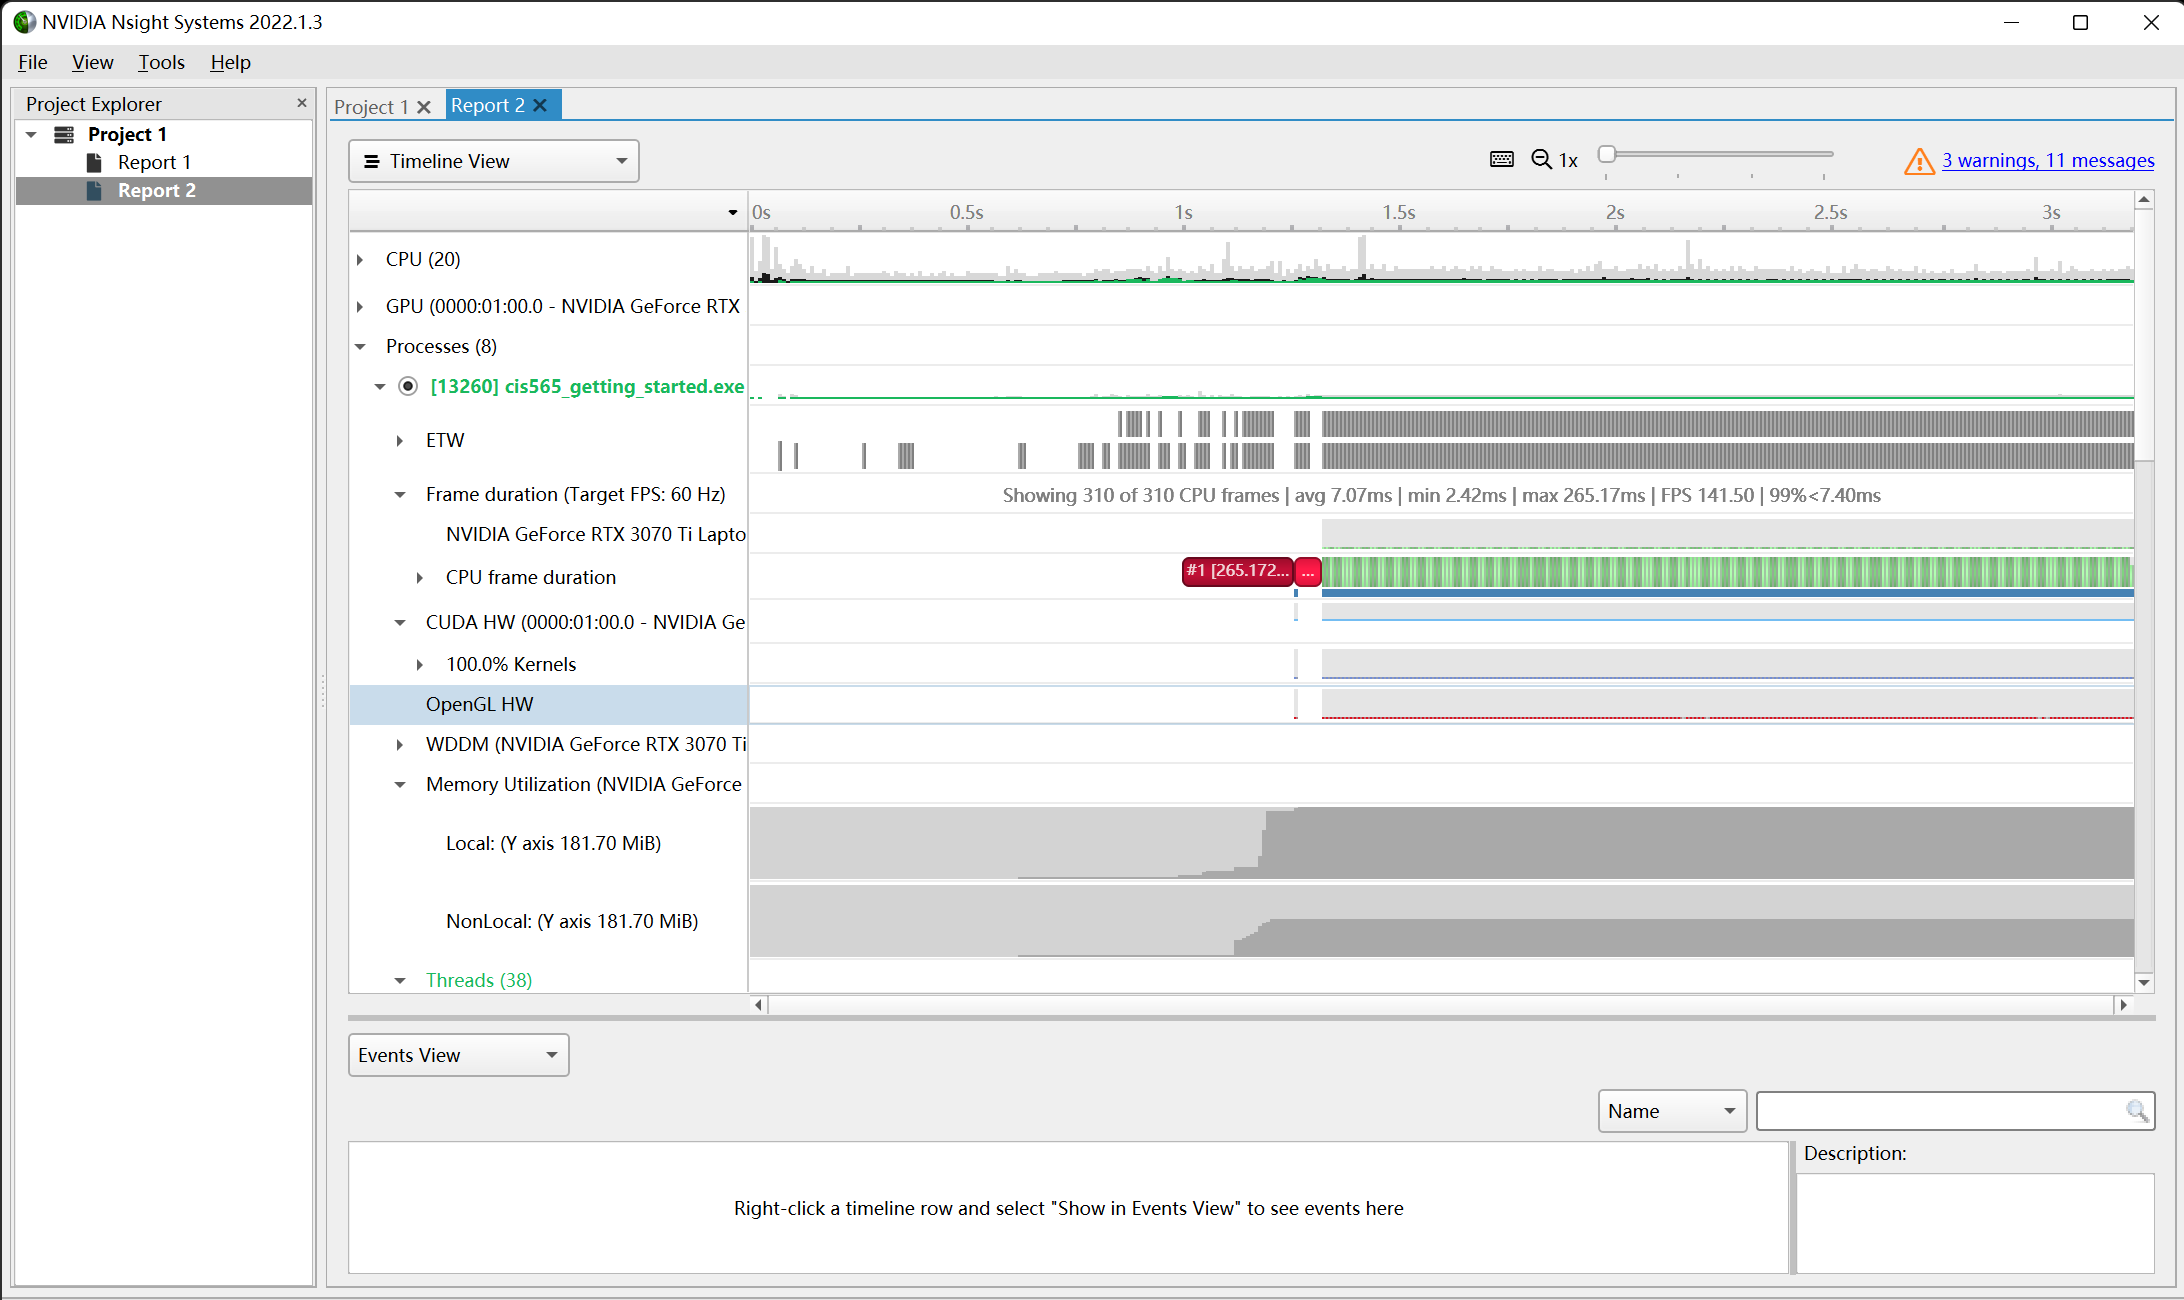 NVIDIA Nsight Systems 2022.1.3
File View Tools Help
Project Explorer
Project 1
Report 1
Report 2
Project 1
Report 2
Timeline View
1x
3 warnings, 11 messages
0s 0.5s 1s 1.5s 2s 2.5s 3s
CPU (20)
GPU (0000:01:00.0 - NVIDIA GeForce RTX
Processes (8)
[13260] cis565_getting_started.exe
ETW
Frame duration (Target FPS: 60 Hz)
Showing 310 of 310 CPU frames | avg 7.07ms | min 2.42ms | max 265.17ms | FPS 141.50 | 99%<7.40ms
NVIDIA GeForce RTX 3070 Ti Lapto
CPU frame duration
#1 [265.172...
...
CUDA HW (0000:01:00.0 - NVIDIA Ge
100.0% Kernels
OpenGL HW
WDDM (NVIDIA GeForce RTX 3070 Ti
Memory Utilization (NVIDIA GeForce
Local: (Y axis 181.70 MiB)
NonLocal: (Y axis 181.70 MiB)
Threads (38)
Events View
Name
Description:
Right-click a timeline row and select "Show in Events View" to see events here